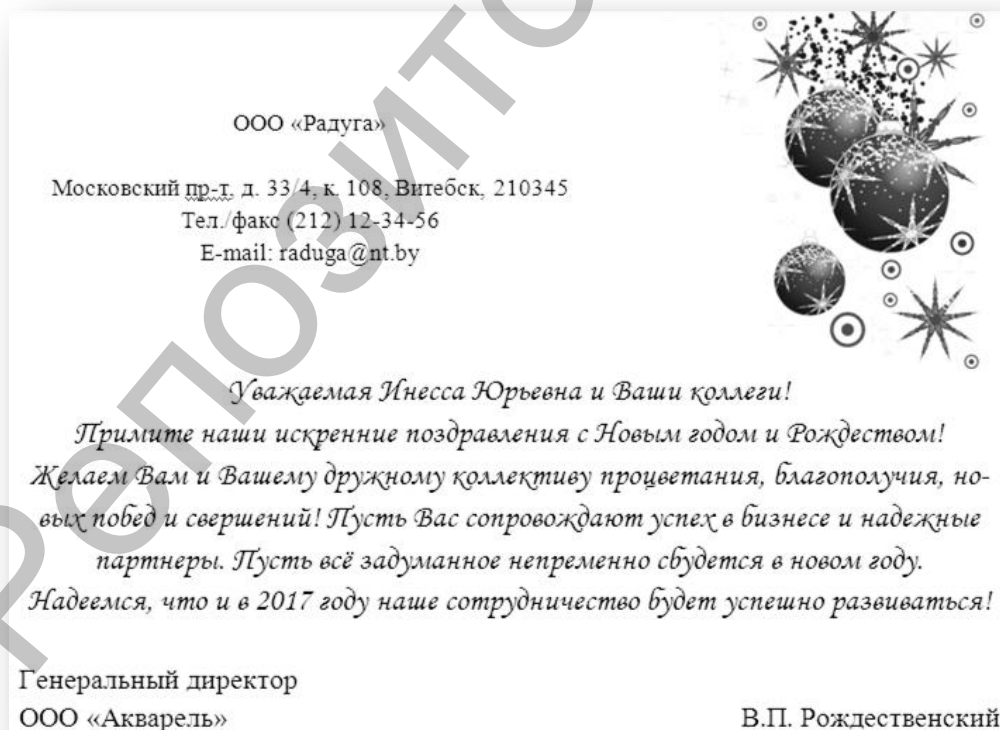 ООО «Радуга»
Московский пр-т, д. 33/4, к. 108, Витебск, 210345
Тел./факс (212) 12-34-56
E-mail: raduga@nt.by
Уважаемая Инесса Юрьевна и Ваши коллеги!
Примите наши искренние поздравления с Новым годом и Рождеством!
Желаем Вам и Вашему дружному коллективу процветания, благополучия, но-
вых побед и свершений! Пусть Вас сопровождают успех в бизнесе и надежные
партнеры. Пусть всё задуманное непременно сбудется в новом году.
Надеемся, что и в 2017 году наше сотрудничество будет успешно развиваться!
Генеральный директор
ООО «Акварель» В.П. Рождественский